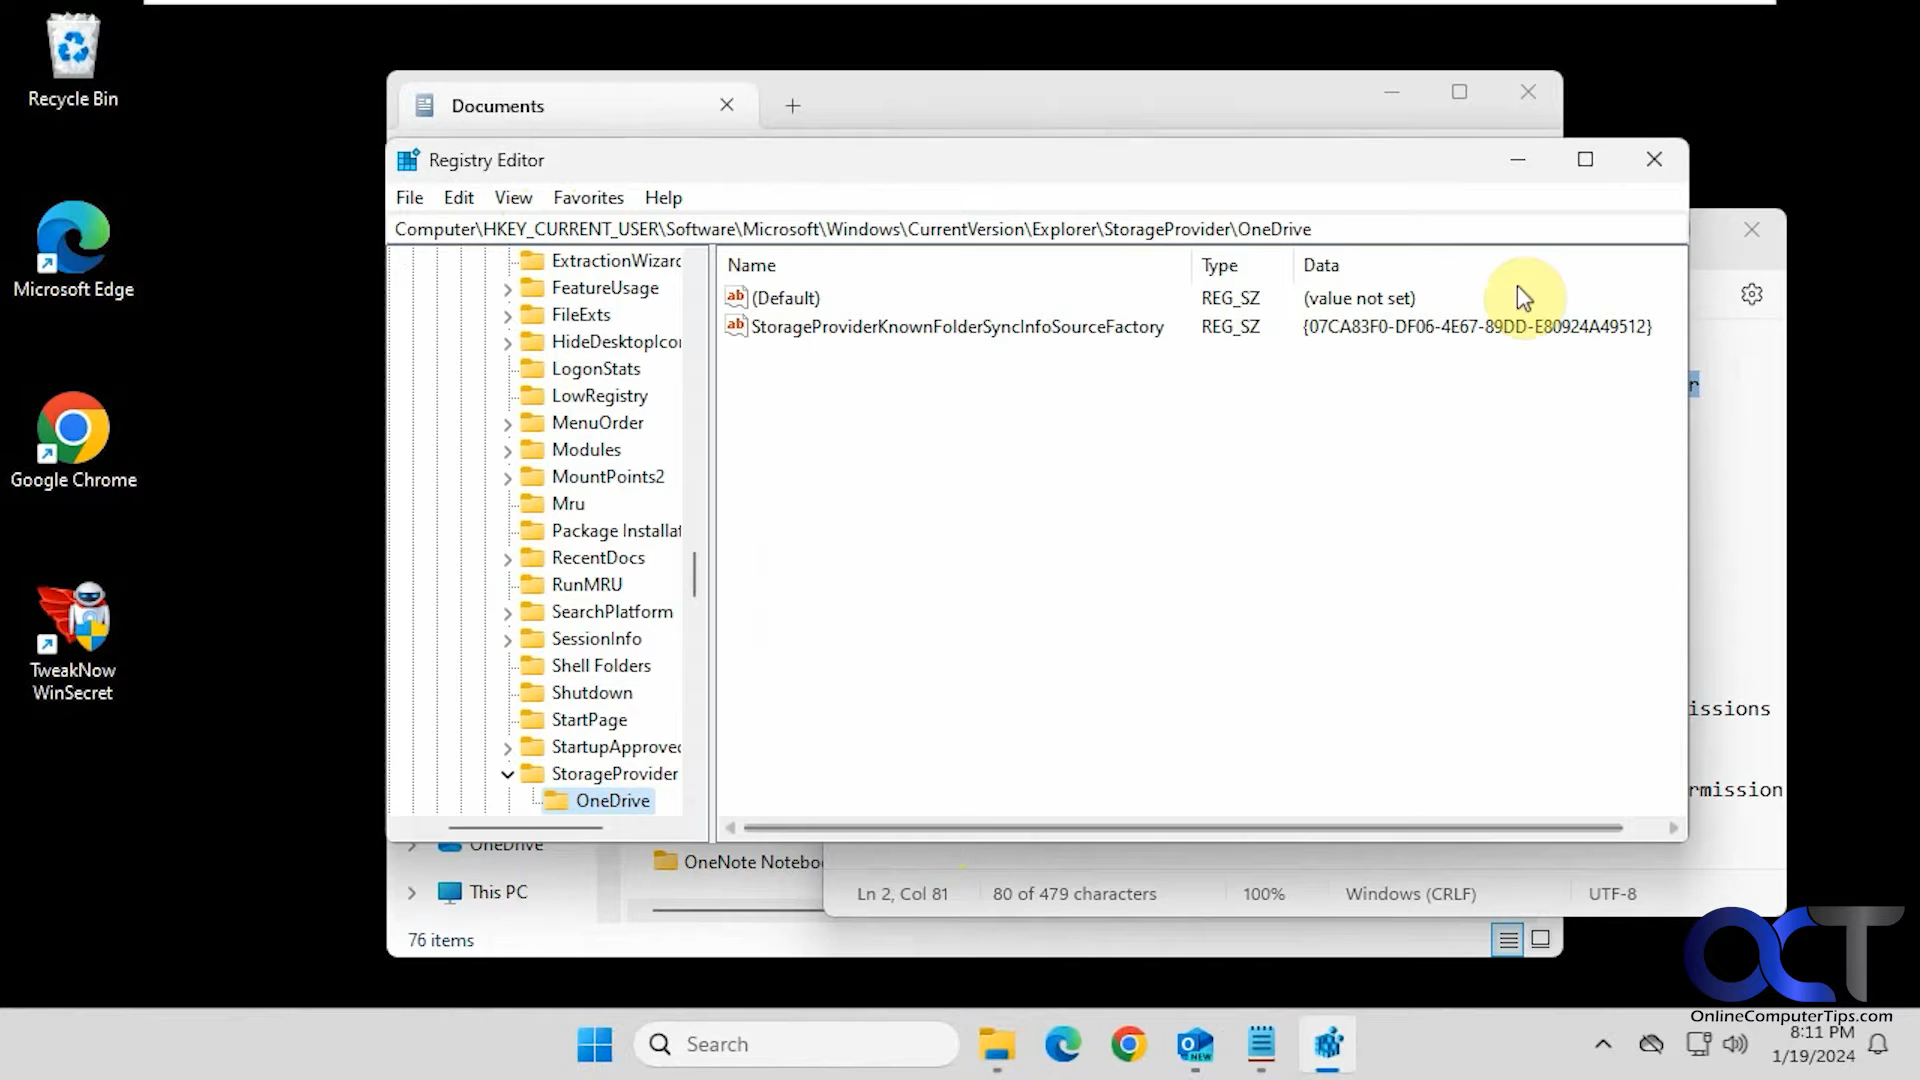 Recycle Bin
Microsoft Edge
Google Chrome
TweakNow
WinSecret
Documents
Registry Editor
File Edit View Favorites Help
Computer\HKEY_CURRENT_USER\Software\Microsoft\Windows\CurrentVersion\Explorer\StorageProvider\OneDrive
ExtractionWizard
FeatureUsage
FileExts
HideDesktopIcon
LogonStats
LowRegistry
MenuOrder
Modules
MountPoints2
Mru
Package Installat
RecentDocs
RunMRU
SearchPlatform
SessionInfo
Shell Folders
Shutdown
StartPage
StartupApproved
StorageProvider
OneDrive
Name Type Data
(Default) REG_SZ (value not set)
StorageProviderKnownFolderSyncInfoSourceFactory REG_SZ {07CA83F0-DF06-4E67-89DD-E80924A49512}
r
issions
rmission
OneDrive
This PC
OneNote Notebo
76 items
Ln 2, Col 81 80 of 479 characters 100% Windows (CRLF) UTF-8
OCT
OnlineComputerTips.com
Search
NEW
8:11 PM
1/19/2024